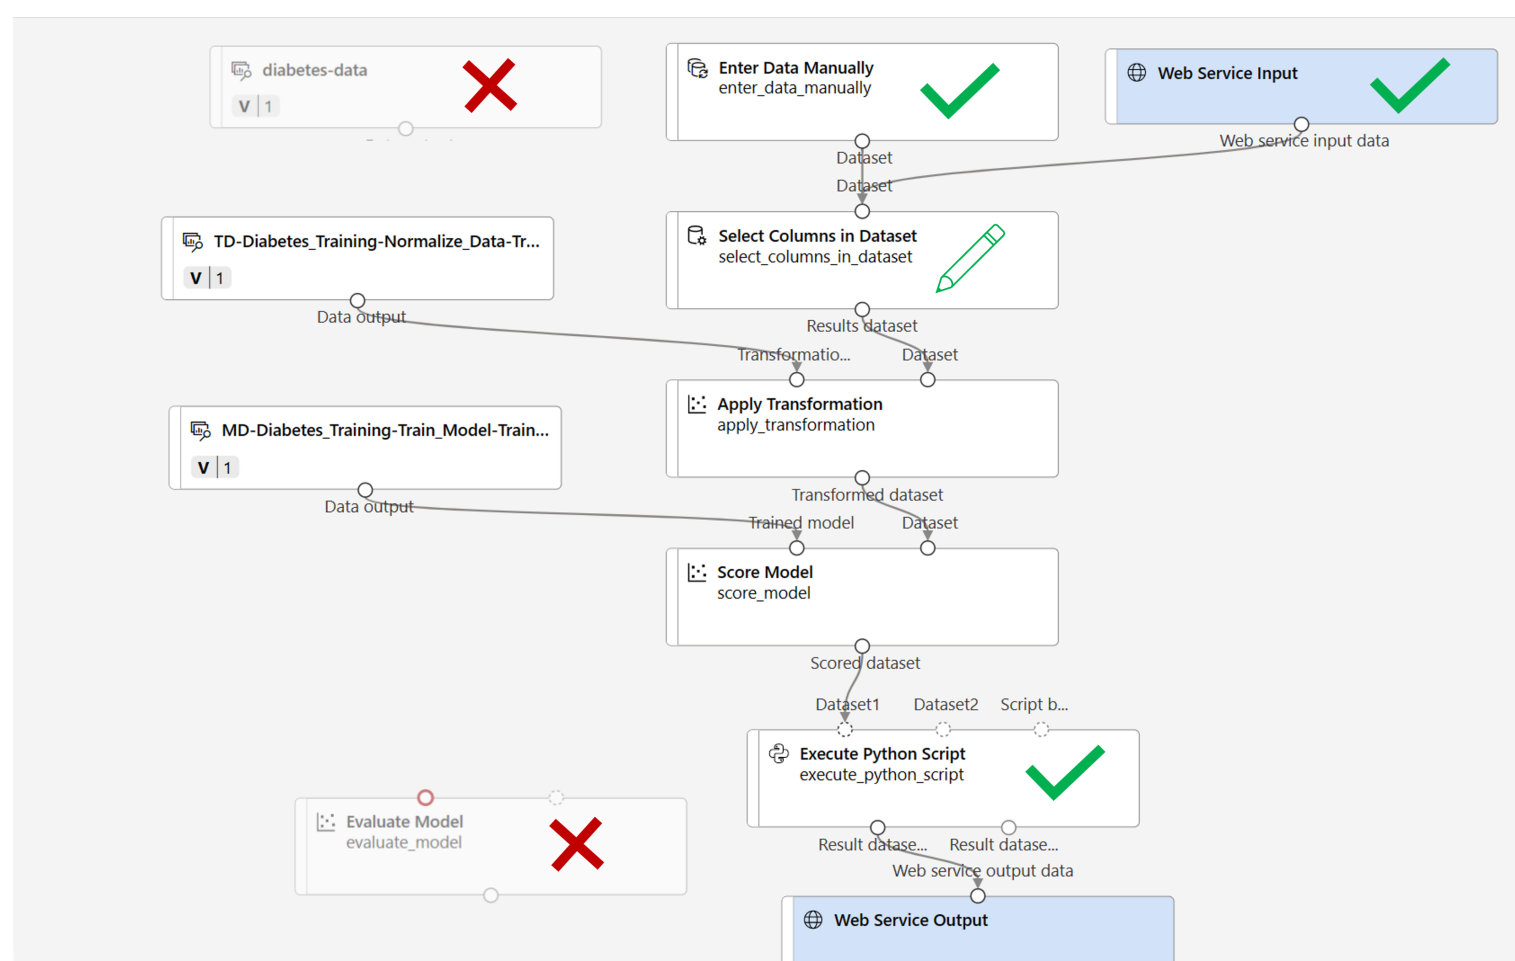 diabetes-data
V 1
Enter Data Manually
enter_data_manually
Web Service Input
Dataset
Web service input data
Dataset
TD-Diabetes_Training-Normalize_Data-Tr...
V 1
Select Columns in Dataset
select_columns_in_dataset
Data output
Results dataset
Transformatio...
Dataset
Apply Transformation
apply_transformation
MD-Diabetes_Training-Train_Model-Train...
V 1
Data output
Transformed dataset
Trained model
Dataset
Score Model
score_model
Scored dataset
Dataset1
Dataset2
Script b...
Execute Python Script
execute_python_script
Evaluate Model
evaluate_model
Result datase...
Result datase...
Web service output data
Web Service Output